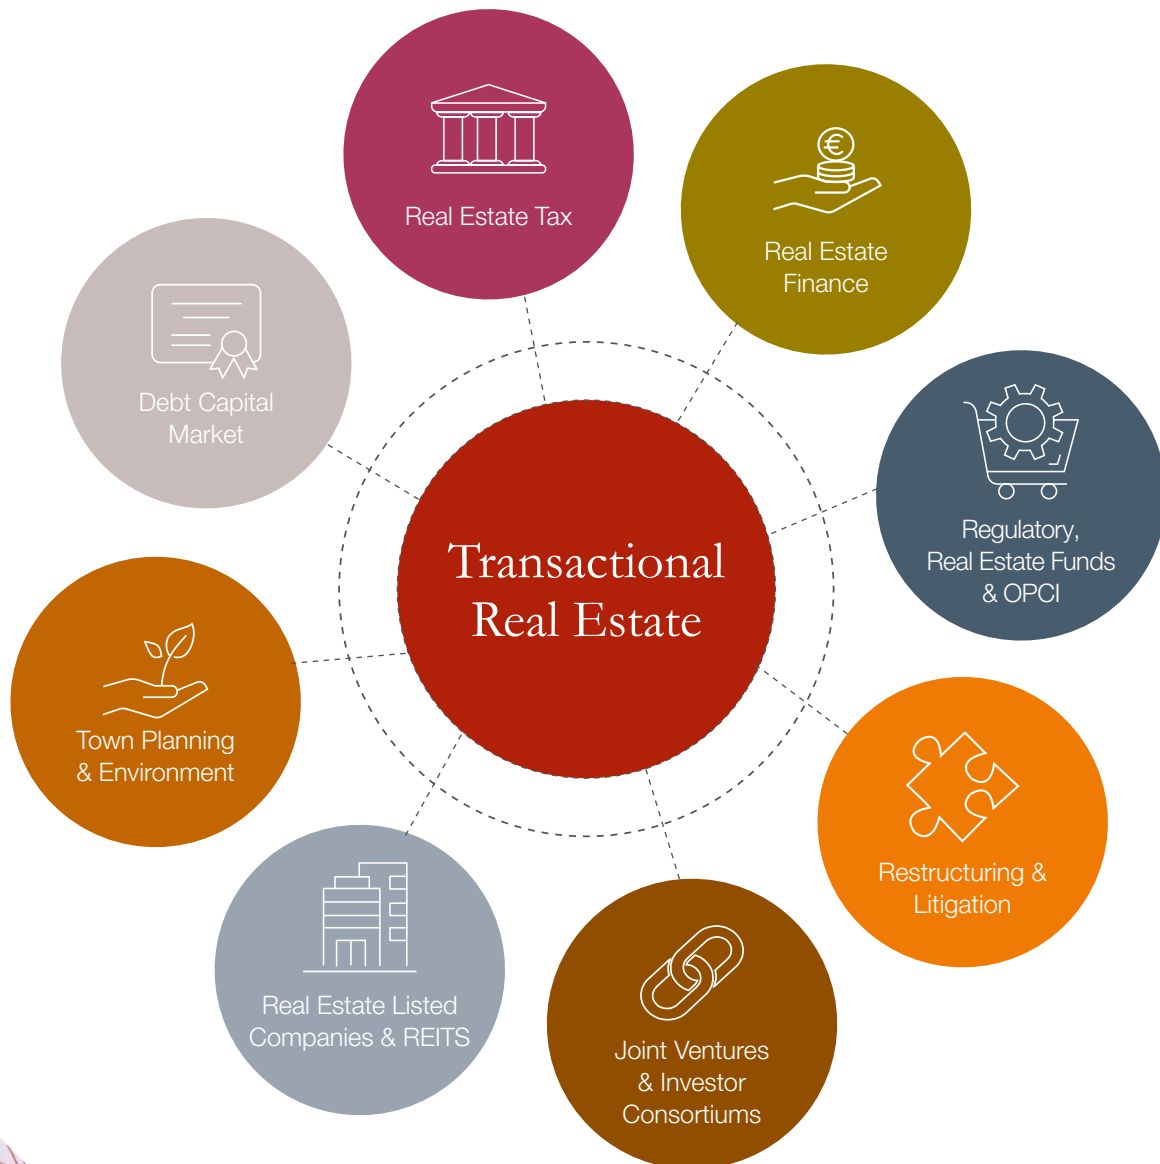 Real Estate Tax
€
Real Estate
Finance
Debt Capital
Market
Regulatory,
Real Estate Funds
& OPCI
Transactional
Real Estate
Town Planning
& Environment
Restructuring &
Litigation
Real Estate Listed
Companies & REITS
Joint Ventures
& Investor
Consortiums